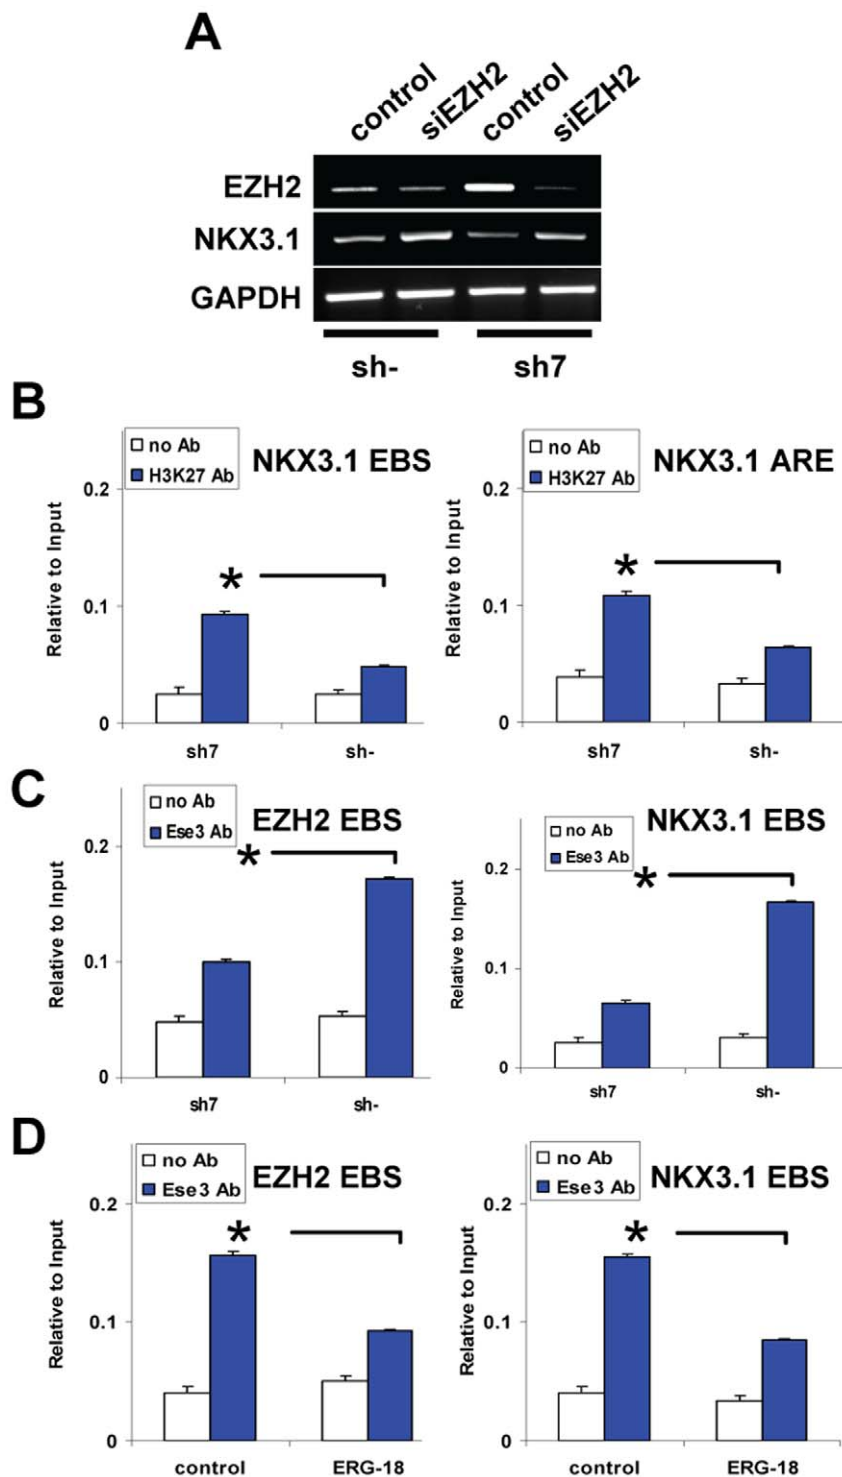 A
control siEZH2 control siEZH2
EZH2
NKX3.1
GAPDH
sh- sh7
B
no Ab
H3K27 Ab
NKX3.1 EBS
Relative to Input
0.2
0.1
0
*
sh7 sh-
no Ab
H3K27 Ab
NKX3.1 ARE
Relative to Input
0.2
0.1
0
*
sh7 sh-
C
no Ab
Ese3 Ab
EZH2 EBS
Relative to Input
0.2
0.1
0
*
sh7 sh-
no Ab
Ese3 Ab
NKX3.1 EBS
Relative to Input
0.2
0.1
0
*
sh7 sh-
D
no Ab
Ese3 Ab
EZH2 EBS
Relative to Input
0.2
0.1
0
*
control ERG-18
no Ab
Ese3 Ab
NKX3.1 EBS
Relative to Input
0.2
0.1
0
*
control ERG-18